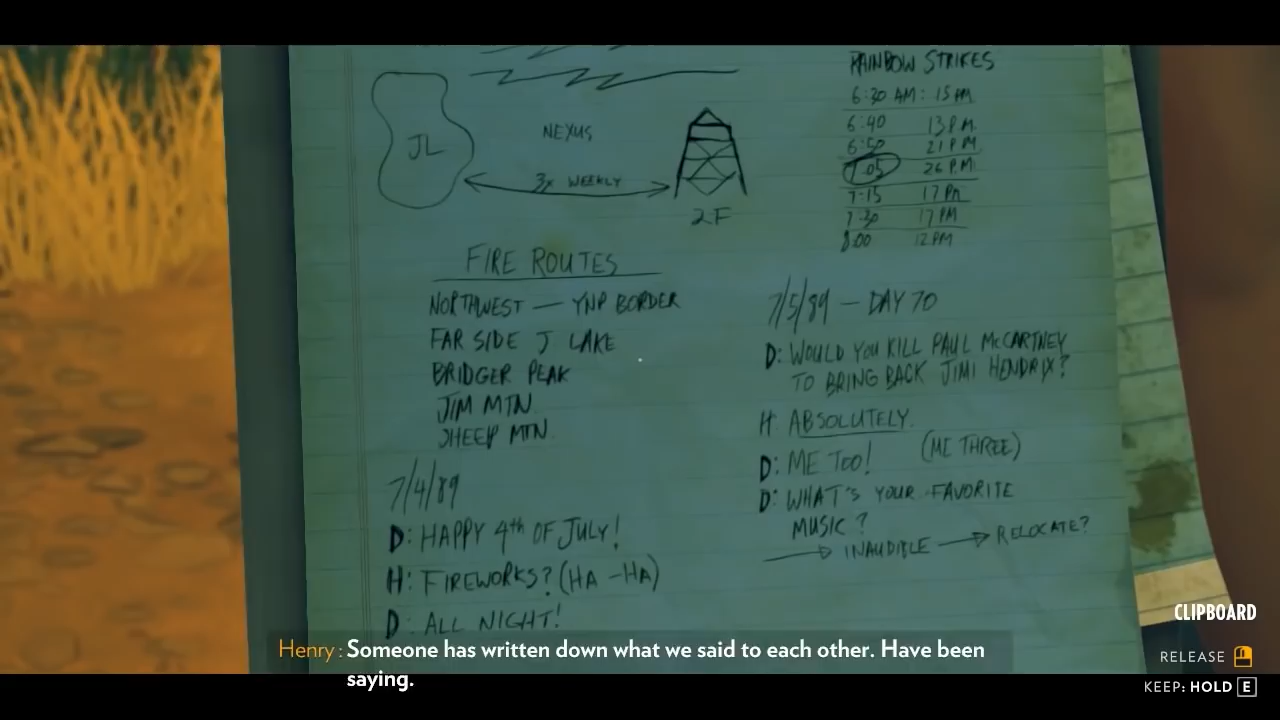 RAINBOW STRIKES
6:30 AM: 15 PM
6:40 13 P.M.
6:50 21 P M
7:05 26 P.M.
7:15 17 PM
7:30 17 PM
8:00 12 PM
JL
NEXUS
3x WEEKLY
2F
FIRE ROUTES
NORTHWEST — YNP BORDER
FAR SIDE J LAKE
BRIDGER PEAK
JIM MTN.
SHEEP MTN.
7/4/89
D: HAPPY 4th OF JULY!
H: FIREWORKS? (HA-HA)
D: ALL NIGHT!
7/5/89 — DAY 70
D: WOULD YOU KILL PAUL McCARTNEY
TO BRING BACK JIMI HENDRIX?
H: ABSOLUTELY.
D: ME TOO! (ME THREE)
D: WHAT'S YOUR FAVORITE
MUSIC?
→ INAUDIBLE → RELOCATE?
CLIPBOARD
Henry: Someone has written down what we said to each other. Have been
saying.
RELEASE
KEEP: HOLD E